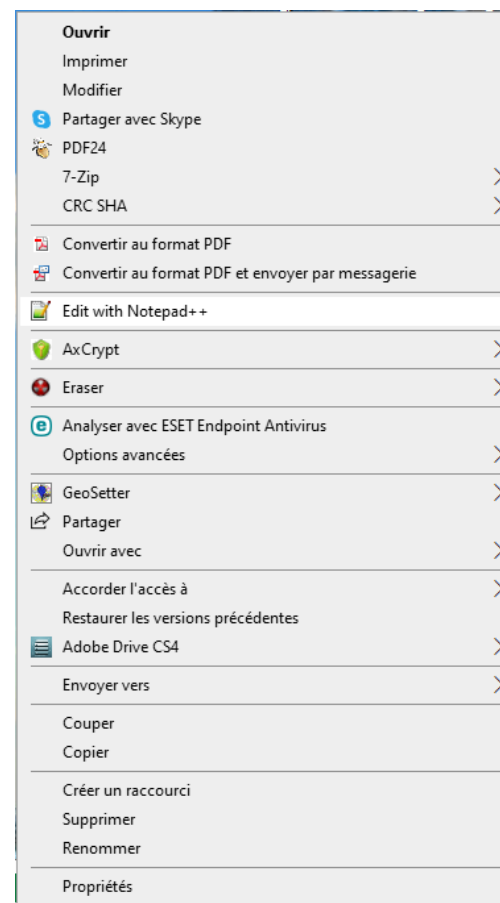 Ouvrir
Imprimer
Modifier
Partager avec Skype
PDF24
7-Zip
CRC SHA
Convertir au format PDF
Convertir au format PDF et envoyer par messagerie
Edit with Notepad++
AxCrypt
Eraser
Analyser avec ESET Endpoint Antivirus
Options avancées
GeoSetter
Partager
Ouvrir avec
Accorder l'accès à
Restaurer les versions précédentes
Adobe Drive CS4
Envoyer vers
Couper
Copier
Créer un raccourci
Supprimer
Renommer
Propriétés